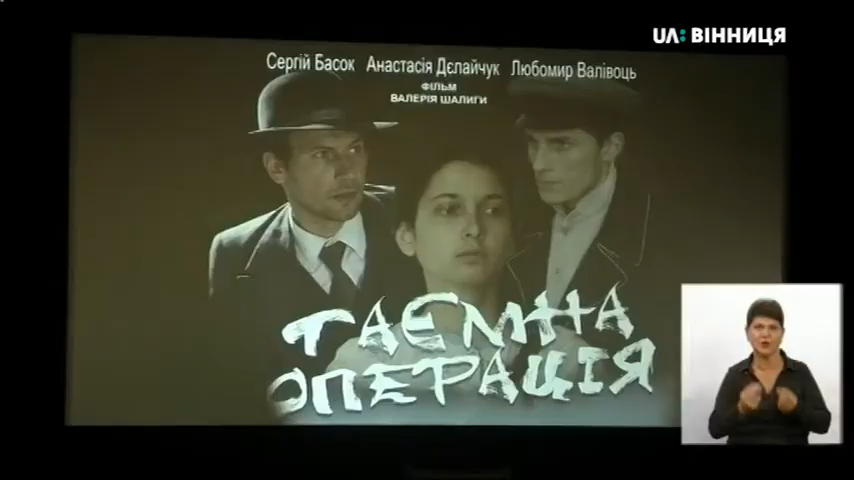 UA: ВІННИЦЯ
Сергій Басок Анастасія Дєлайчук Любомир Валівоць
ФІЛЬМ
ВАЛЕРІЯ ШАЛИГИ
ТАЄМНА
ОПЕРАЦІЯ